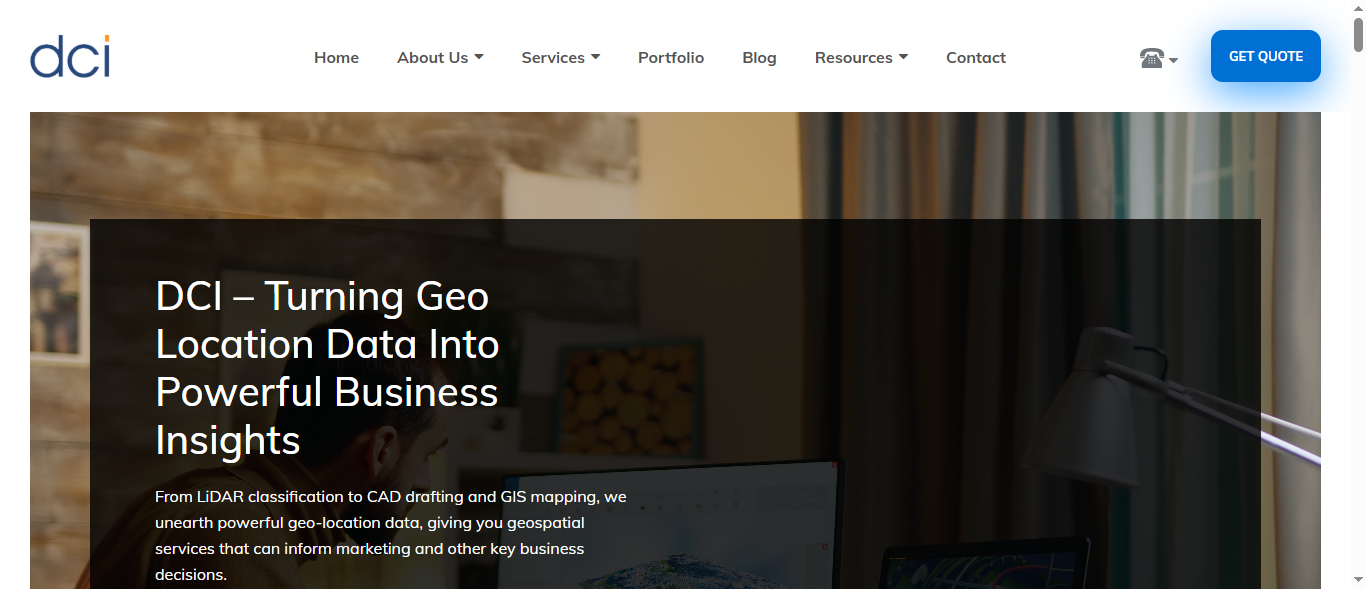 dci
Home
About Us
Services
Portfolio
Blog
Resources
Contact
GET QUOTE
DCI – Turning Geo
Location Data Into
Powerful Business
Insights
From LiDAR classification to CAD drafting and GIS mapping, we
unearth powerful geo-location data, giving you geospatial
services that can inform marketing and other key business
decisions.